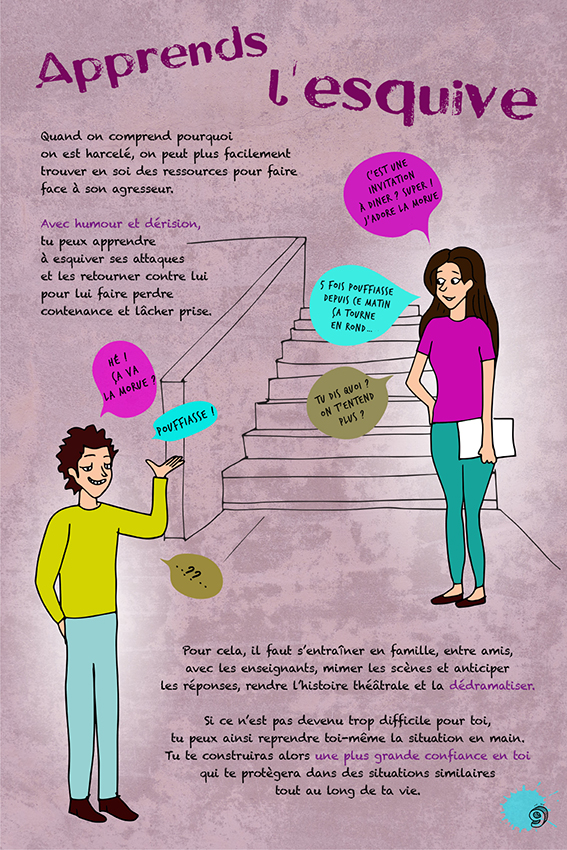 Apprends
l'esquive
Quand on comprend pourquoi
on est harcelé, on peut plus facilement
trouver en soi des ressources pour faire
face à son agresseur.
Avec humour et dérision,
tu peux apprendre
à esquiver ses attaques
et les retourner contre lui
pour lui faire perdre
contenance et lâcher prise.
HÉ !
ÇA VA
LA MORUE ?
C'EST UNE
INVITATION
À DINER ? SUPER !
J'ADORE LA MORUE
POUFFIASSE !
5 FOIS POUFFIASSE
DEPUIS CE MATIN
ÇA TOURNE
EN ROND...
..??..
TU DIS QUOI ?
ON T'ENTEND
PLUS ?
Pour cela, il faut s'entraîner en famille, entre amis,
avec les enseignants, mimer les scènes et anticiper
les réponses, rendre l'histoire théâtrale et la dédramatiser.
Si ce n'est pas devenu trop difficile pour toi,
tu peux ainsi reprendre toi-même la situation en main.
Tu te construiras alors une plus grande confiance en toi
qui te protègera dans des situations similaires
tout au long de ta vie.
9